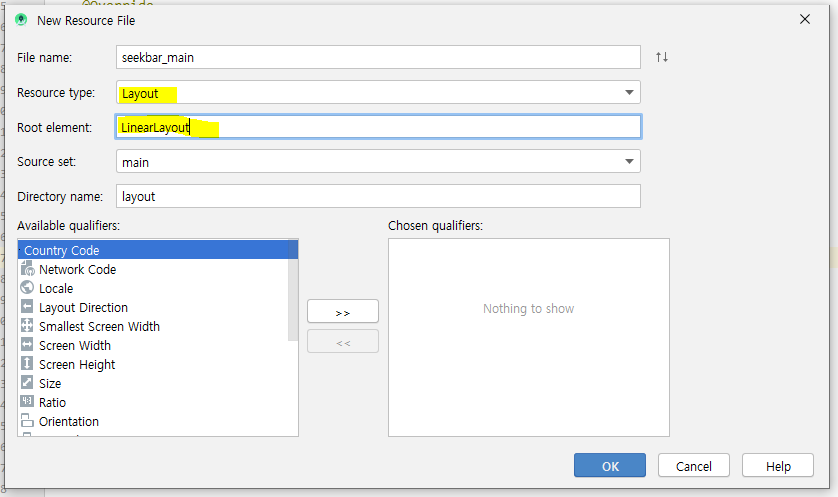 @Override
New Resource File
File name: seekbar_main
Resource type: Layout
Root element: LinearLayout
Source set: main
Directory name: layout
Available qualifiers: Chosen qualifiers:
Country Code
Network Code
Locale
Layout Direction
Smallest Screen Width
Screen Width
Screen Height
Size
Ratio
Orientation
>>
<<
Nothing to show
OK Cancel Help